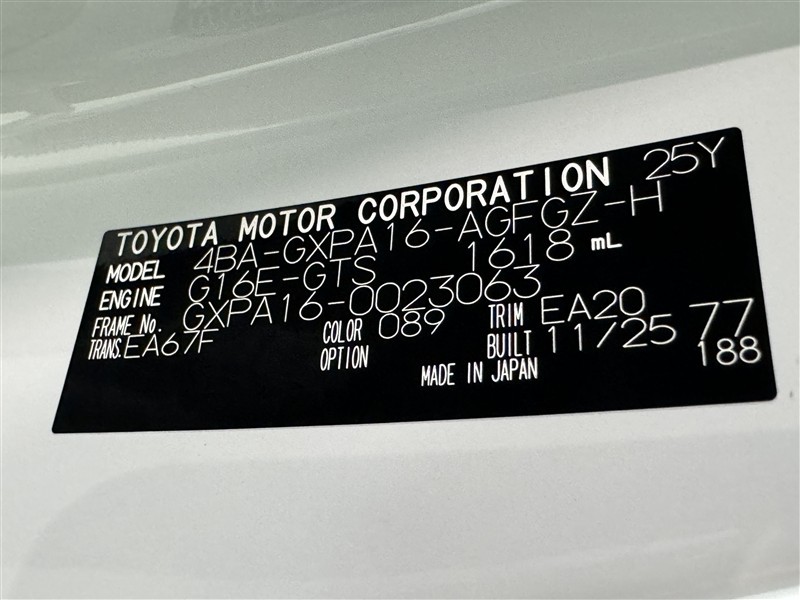 TOYOTA MOTOR CORPORATION 25Y
MODEL 4BA-GXPA16-AGFGZ-H
ENGINE G16E-GTS 1618 mL
FRAME No. GXPA16-0023063
TRANS. EA67F COLOR 089 TRIM EA20
OPTION BUILT 11/25 77
MADE IN JAPAN 188